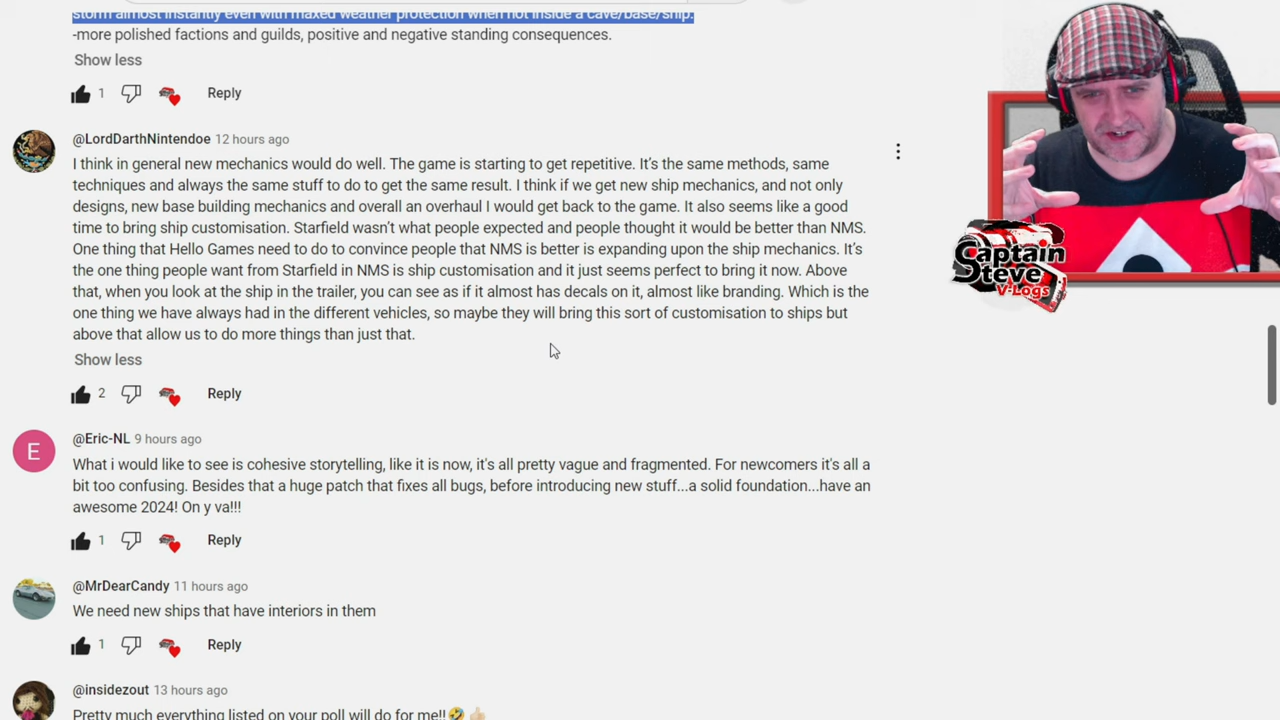 storm almost instantly even with maxed weather protection when not inside a cave/base/ship.
-more polished factions and guilds, positive and negative standing consequences.
Show less
1 Reply
@LordDarthNintendoe 12 hours ago
I think in general new mechanics would do well. The game is starting to get repetitive. It's the same methods, same
techniques and always the same stuff to do to get the same result. I think if we get new ship mechanics, and not only
designs, new base building mechanics and overall an overhaul I would get back to the game. It also seems like a good
time to bring ship customisation. Starfield wasn't what people expected and people thought it would be better than NMS.
One thing that Hello Games need to do to convince people that NMS is better is expanding upon the ship mechanics. It's
the one thing people want from Starfield in NMS is ship customisation and it just seems perfect to bring it now. Above
that, when you look at the ship in the teaser, you can see as if it almost has decals on it, almost like branding. Which is the
one thing we have always had in the different vehicles, so maybe they will bring this sort of customisation to ships but
above that allow us to do more things than just that.
Show less
2 Reply
@Eric-NL 9 hours ago
E
What i would like to see is cohesive storytelling, like it is now, it's all pretty vague and fragmented. For newcomers it's all a
bit too confusing. Besides that a huge patch that fixes all bugs, before introducing new stuff...a solid foundation...have an
awesome 2024! On y va!!!
1 Reply
@MrDearCandy 11 hours ago
We need new ships that have interiors in them
1 Reply
@insidezout 13 hours ago
Pretty much everything listed on your poll will do for me!!🤣👍🏻
Captain
Steve
V-Logs